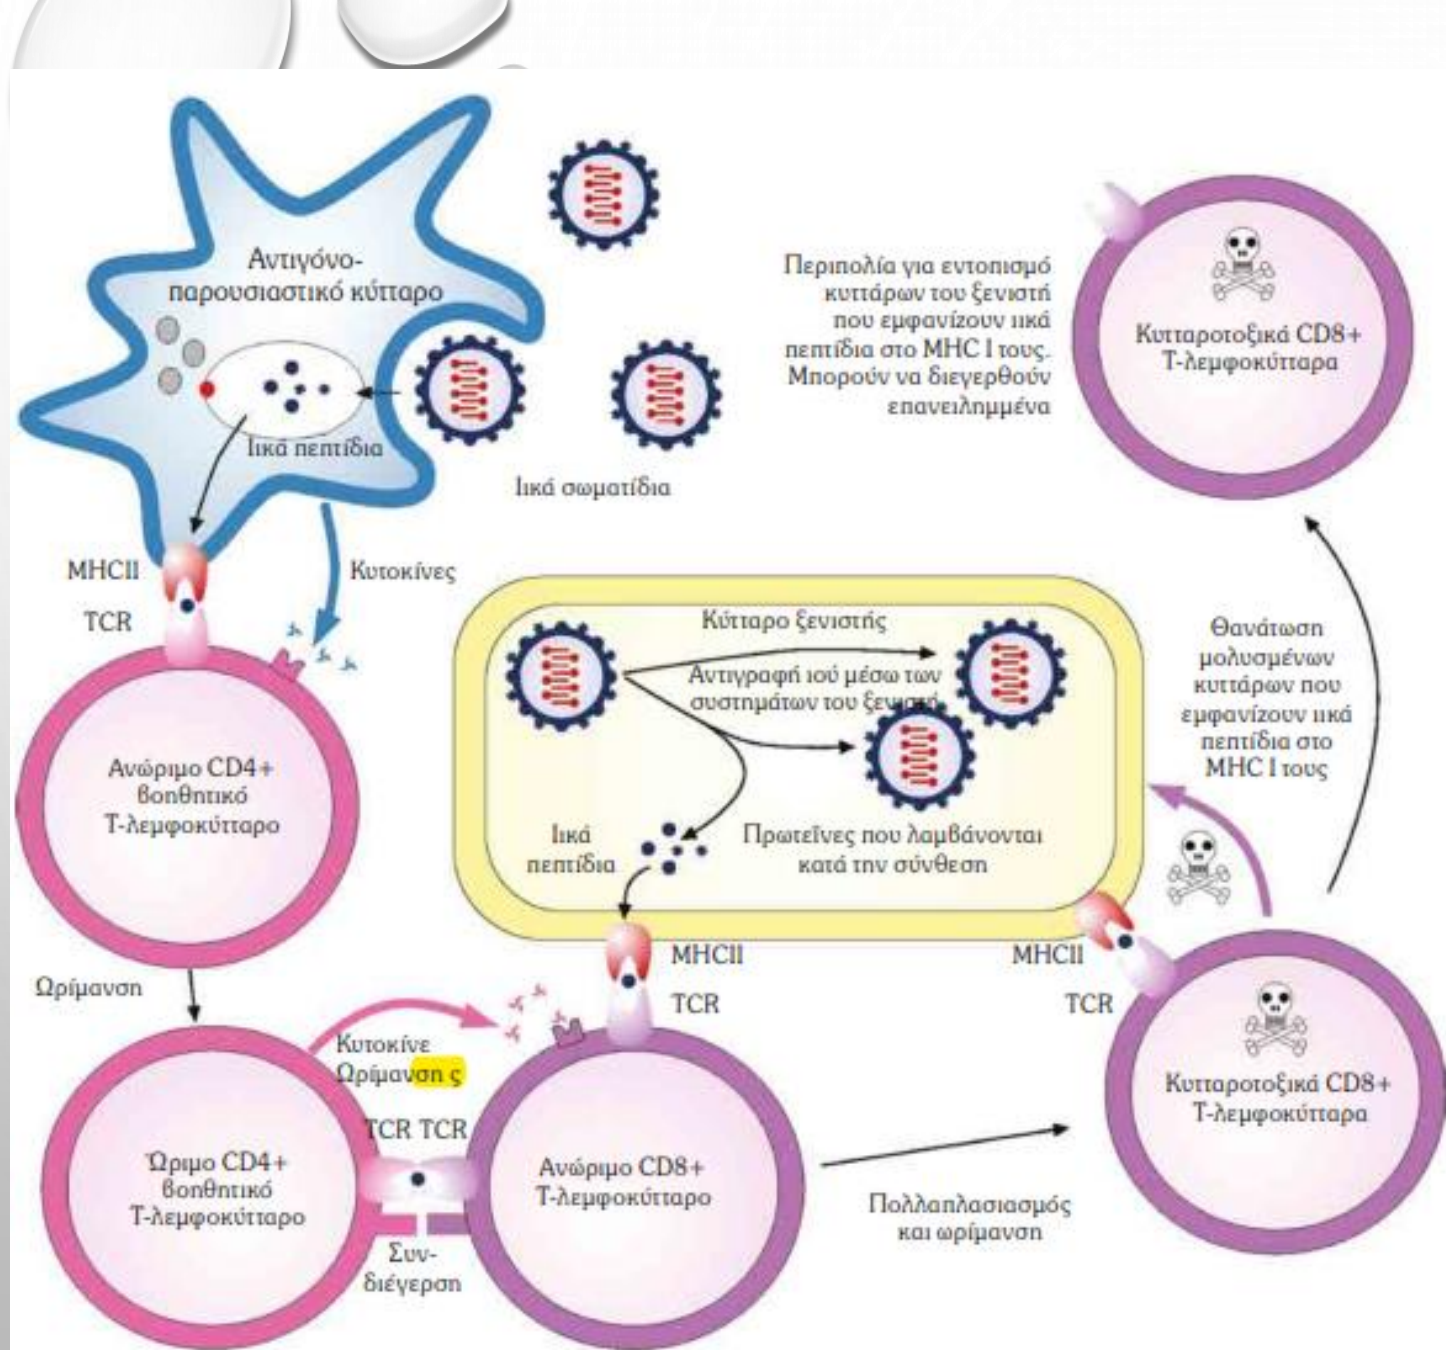 Αντιγόνο-
παρουσιαστικό κύτταρο
Ιικά πεπτίδια
Ιικά σωματίδια
MHCII
TCR
Κυτοκίνες
Ανώριμο CD4+
βοηθητικό
Τ-λεμφοκύτταρο
Ωρίμανση
Ώριμο CD4+
βοηθητικό
Τ-λεμφοκύτταρο
Κυτοκίνε
Ωρίμανση ς
TCR TCR
Συν-
διέγερση
Κύτταρο ξενιστής
Αντιγραφή ιού μέσω των
συστημάτων του ξενιστή
Ιικά
πεπτίδια
Πρωτεΐνες που λαμβάνονται
κατά την σύνθεση
MHCII
TCR
Ανώριμο CD8+
Τ-λεμφοκύτταρο
Πολλαπλασιασμός
και ωρίμανση
MHCII
TCR
Κυτταροτοξικά CD8+
Τ-λεμφοκύτταρα
Θανάτωση
μολυσμένων
κυττάρων που
εμφανίζουν ιικά
πεπτίδια στο
MHC I τους
Περιπολία για εντοπισμό
κυττάρων του ξενιστή
που εμφανίζουν ιικά
πεπτίδια στο MHC I τους.
Μπορούν να διεγερθούν
επανειλημμένα
Κυτταροτοξικά CD8+
Τ-λεμφοκύτταρα